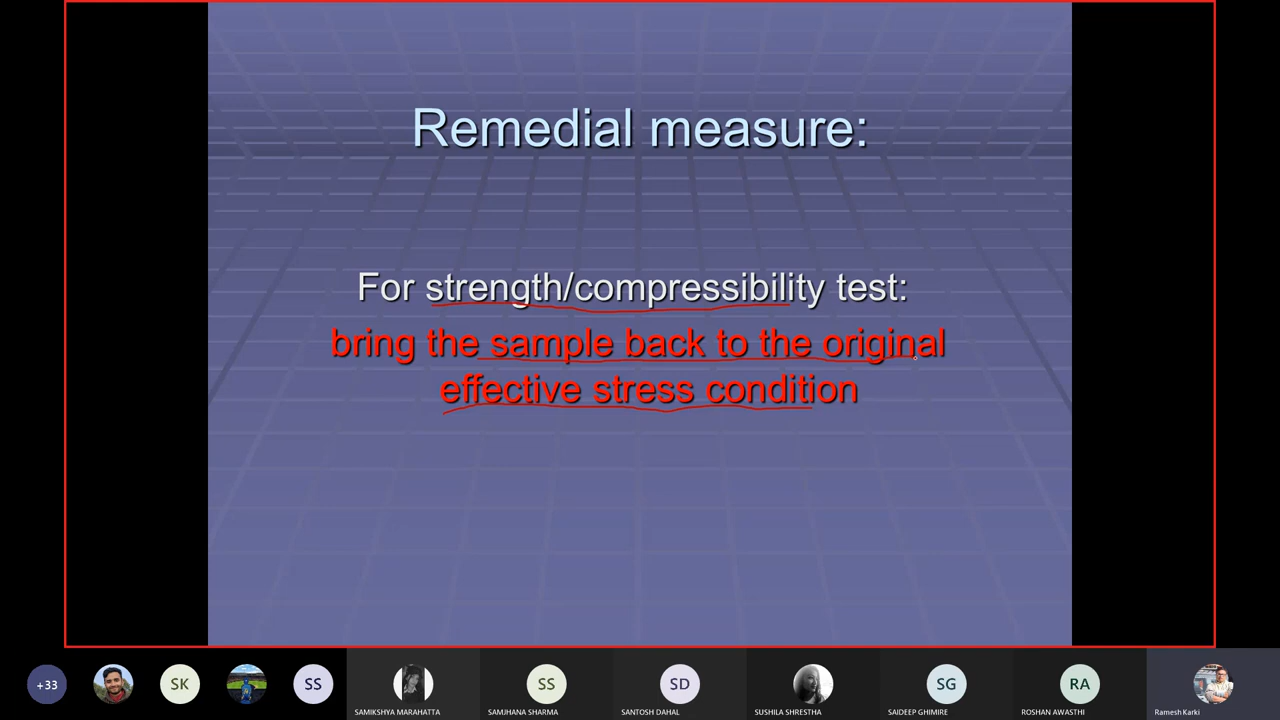 Remedial measure:
For strength/compressibility test:
bring the sample back to the original
effective stress condition
+33
SK
SS
SS
SD
SG
RA
SAMIKSHYA MARAHATTA
SAMJHANA SHARMA
SANTOSH DAHAL
SUSHILA SHRESTHA
SAIDEEP GHIMIRE
ROSHAN AWASTHI
Ramesh Karki